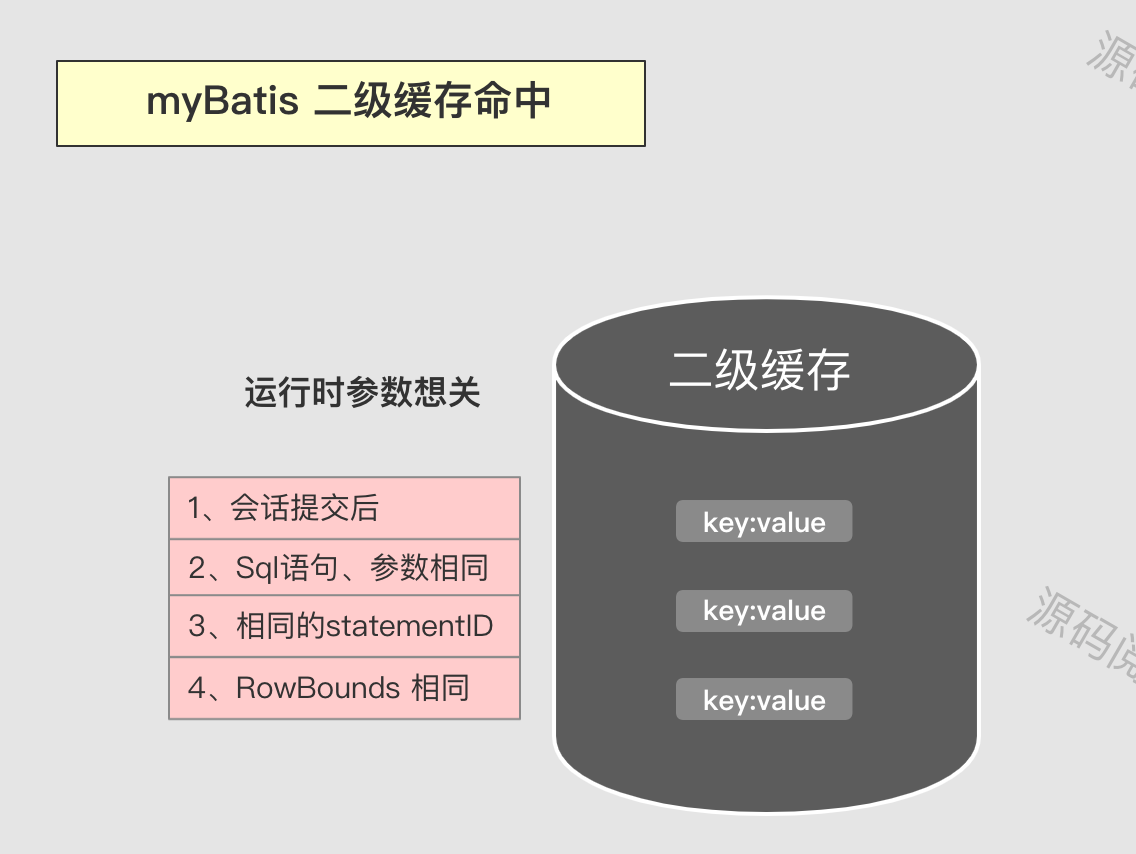 myBatis 二级缓存命中
二级缓存
运行时参数想关
1、会话提交后
2、Sql语句、参数相同
3、相同的statementID
4、RowBounds 相同
key:value
key:value
key:value
源码
源码阅